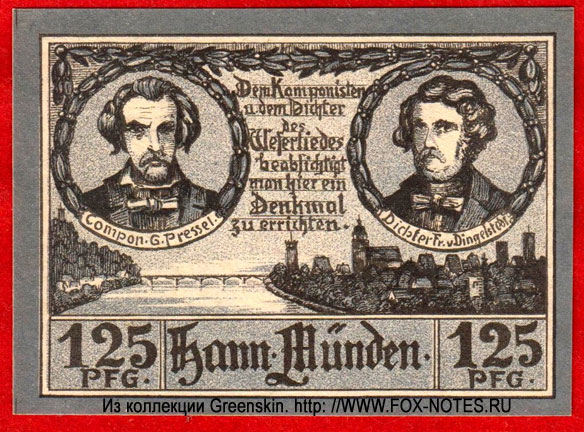 Dem Komponisten
u. dem Dichter
des
Weserliedes
beabsichtigt
man hier ein
Denkmal
zu errichten.
Compon. G. Pressel.
Dichter Fr. v. Dingelstedt.
125
PFG.
Hann. Münden.
125
PFG.
Из коллекции Greenskin. http: //WWW.FOX-NOTES.РУ